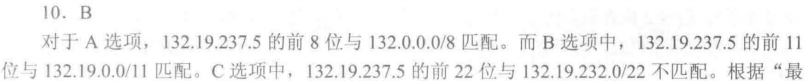 10. B
对于 A 选项，132.19.237.5 的前 8 位与 132.0.0.0/8 匹配。而 B 选项中，132.19.237.5 的前 11
位与 132.19.0.0/11 匹配。C 选项中，132.19.237.5 的前 22 位与 132.19.232.0/22 不匹配。根据“最